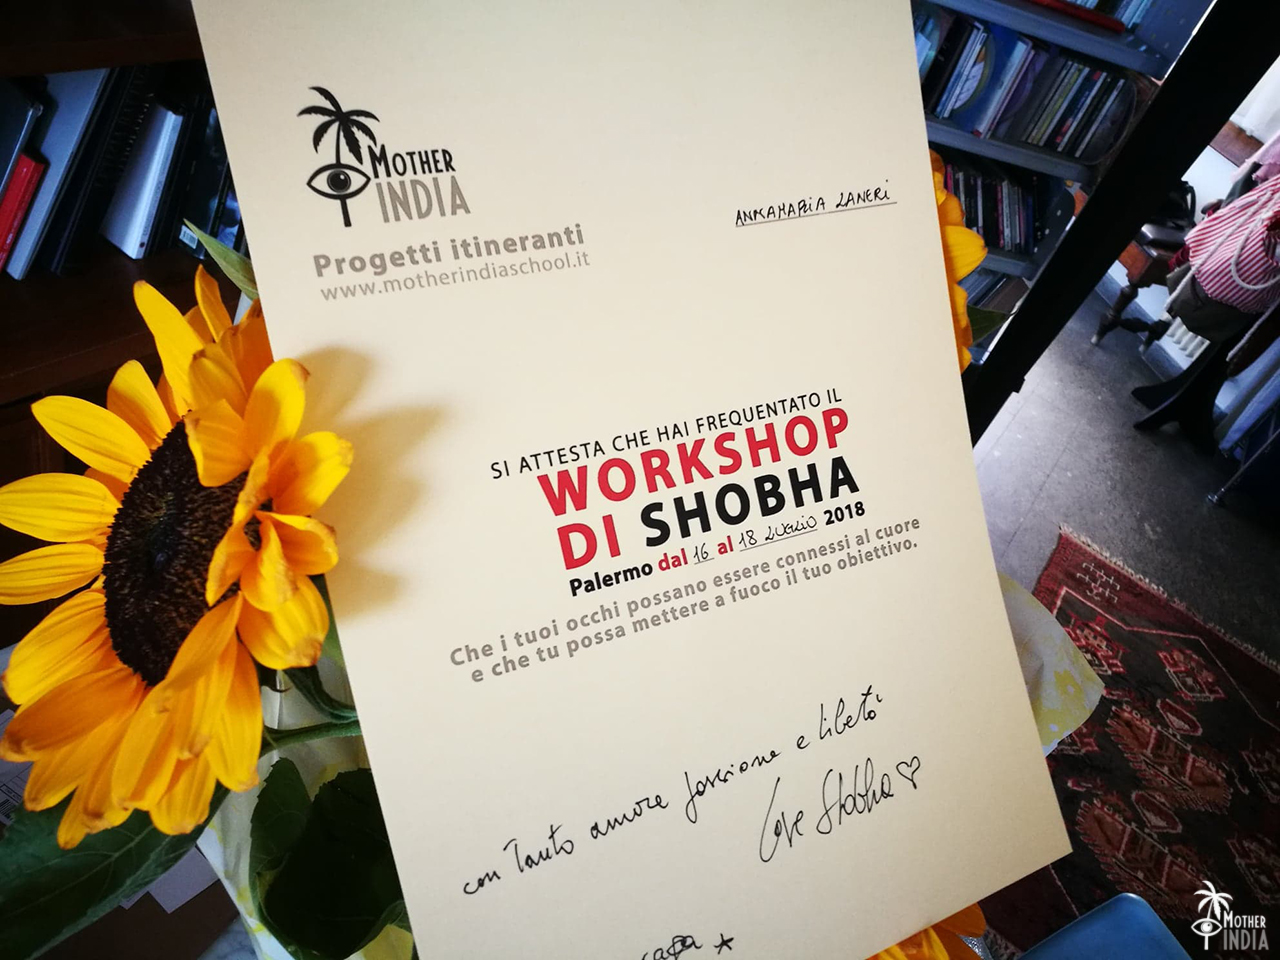 MOTHER
INDIA
Progetti itineranti
www.motherindiaschool.it
ANNAMARIA LANERI
SI ATTESTA CHE HAI FREQUENTATO IL
WORKSHOP
DI SHOBHA
Palermo dal 16 al 18 LUGLIO 2018
Che i tuoi occhi possano essere connessi al cuore
e che tu possa mettere a fuoco il tuo obiettivo.
con Tanto amore passione e libertà
Love Shobha
MOTHER
INDIA